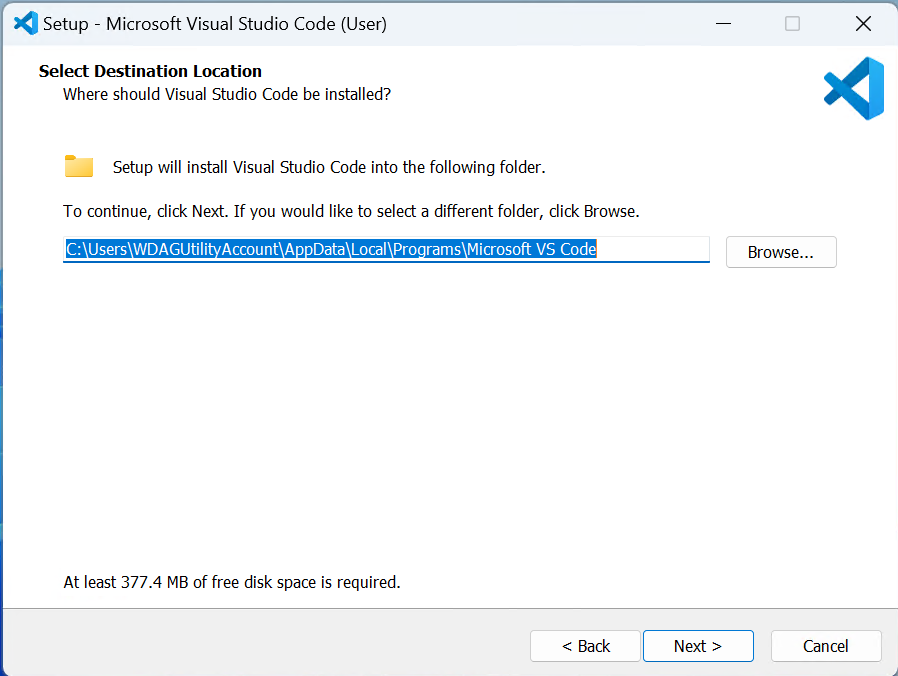 Setup - Microsoft Visual Studio Code (User)
Select Destination Location
Where should Visual Studio Code be installed?
Setup will install Visual Studio Code into the following folder.
To continue, click Next. If you would like to select a different folder, click Browse.
C:\Users\WDAGUtilityAccount\AppData\Local\Programs\Microsoft VS Code
Browse...
At least 377.4 MB of free disk space is required.
< Back
Next >
Cancel